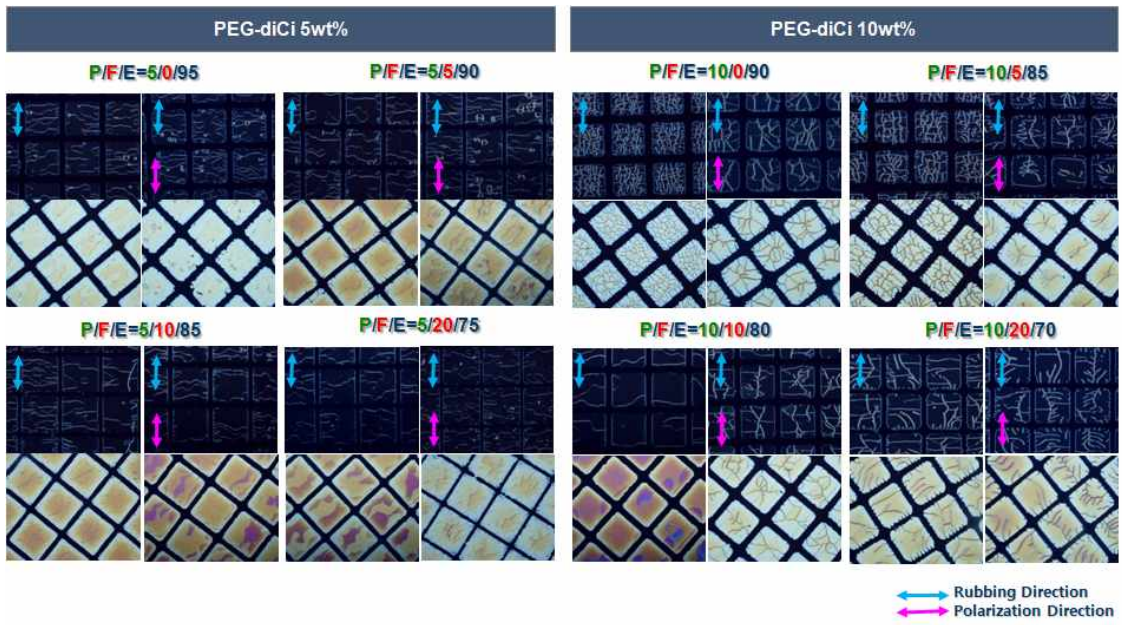 PEG-diCi 5wt%
PEG-diCi 10wt%
P/F/E=5/0/95
P/F/E=5/5/90
P/F/E=10/0/90
P/F/E=10/5/85
P/F/E=5/10/85
P/F/E=5/20/75
P/F/E=10/10/80
P/F/E=10/20/70
Rubbing Direction
Polarization Direction